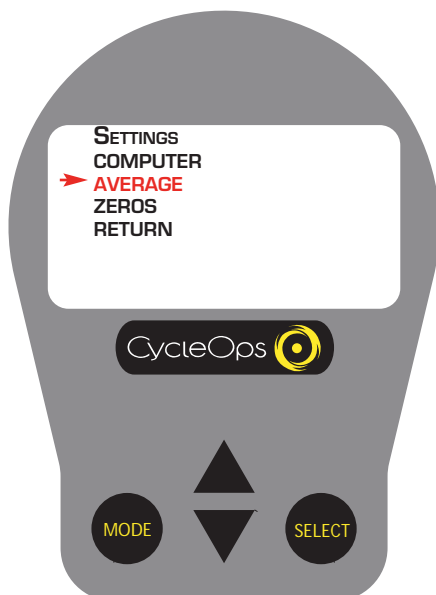 SETTINGS
COMPUTER
AVERAGE
ZEROS
RETURN
CycleOps
MODE
SELECT